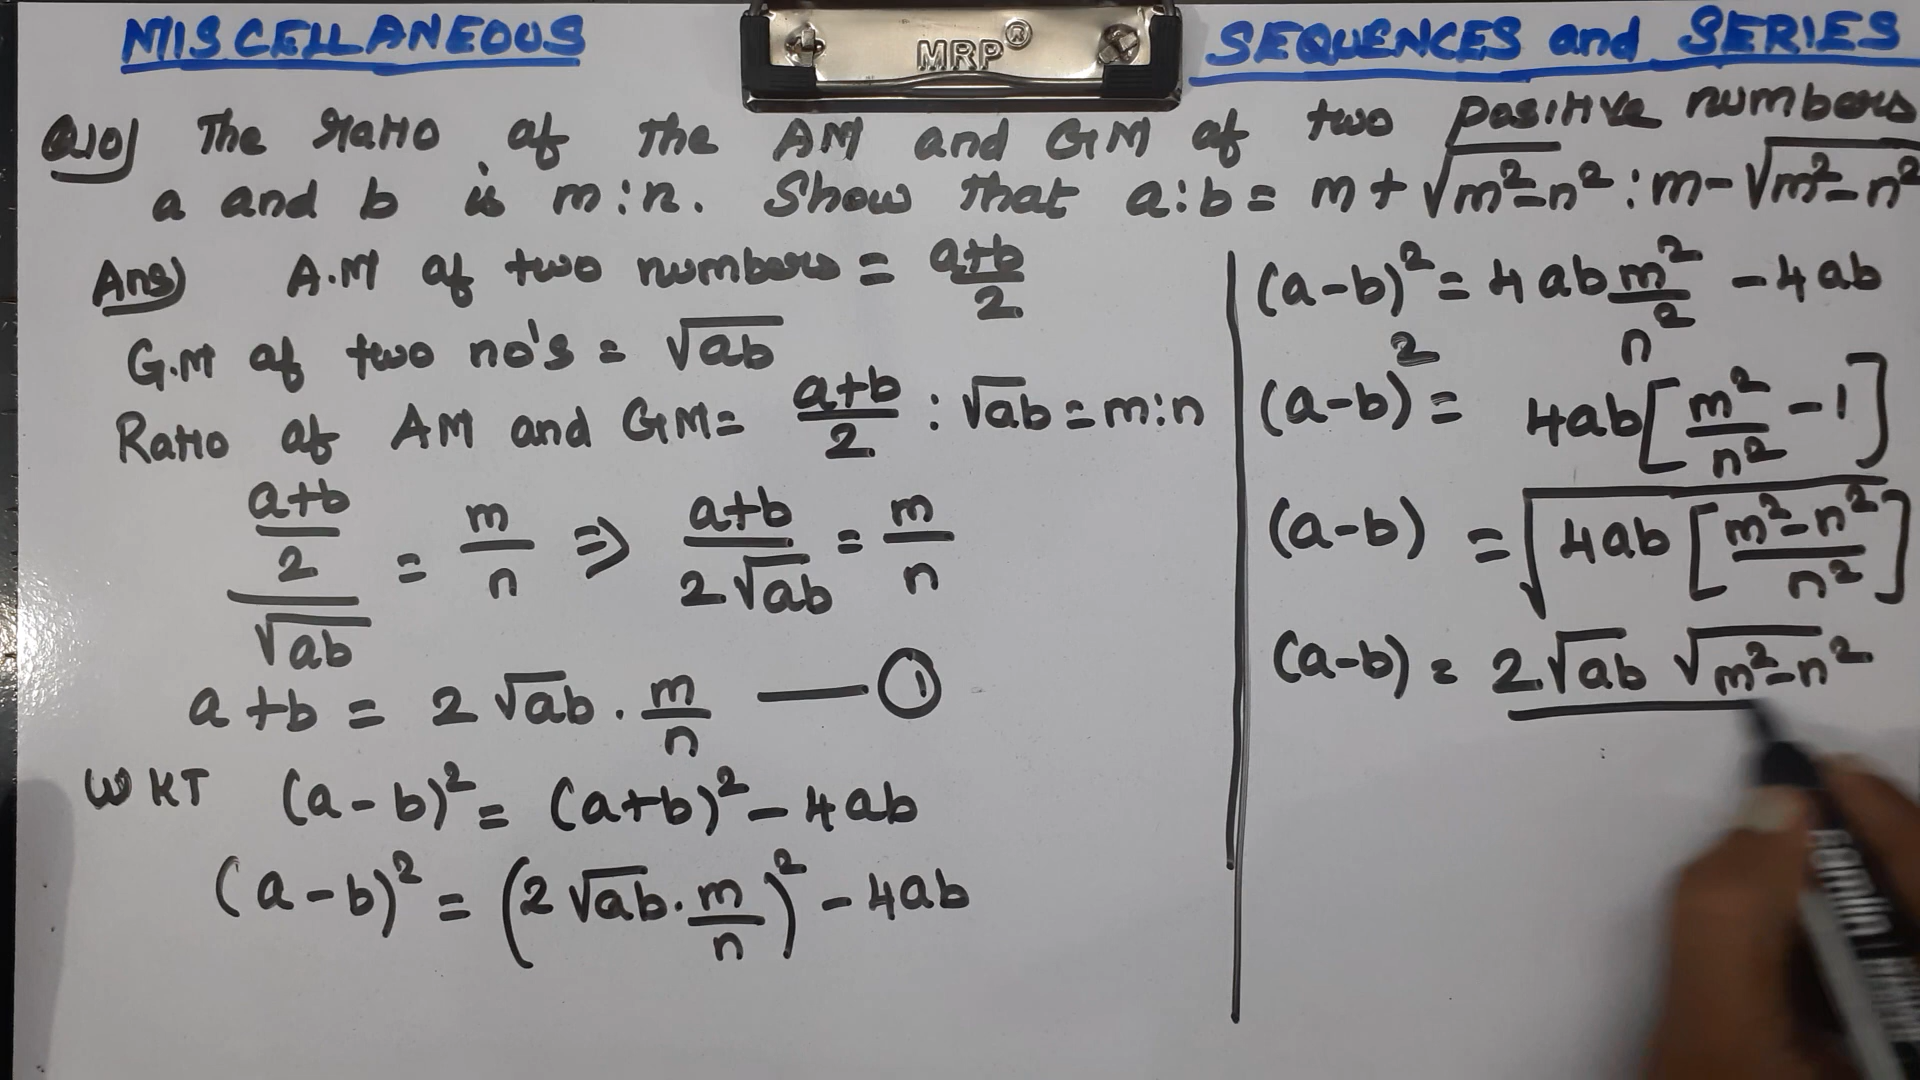 MISCELLANEOUS
MRP®
SEQUENCES and SERIES
Q10) The ratio of the AM and GM of two positive numbers
a and b is m:n. Show that a:b = m + √m²-n² : m - √m²-n²
Ans) A.M of two numbers = a+b/2
G.M of two no's = √ab
Ratio of AM and GM = a+b/2 : √ab = m:n
a+b/2/√ab = m/n ⇒ a+b/2√ab = m/n
a+b = 2√ab . m/n — ①
WKT (a-b)² = (a+b)² - 4ab
(a-b)² = (2√ab . m/n)² - 4ab
(a-b)² = 4ab m²/n² - 4ab
(a-b)² = 4ab[m²/n² - 1]
(a-b) = √4ab[m²-n²/n²]
(a-b) = 2√ab √m²-n²